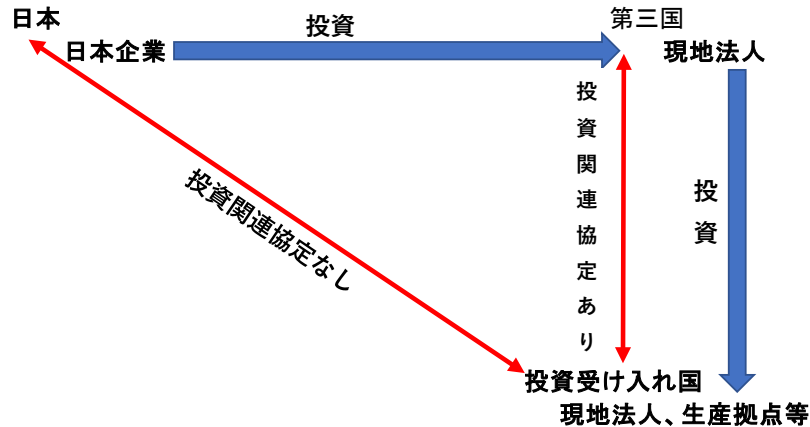 日本
日本企業
投資
第三国
現地法人
投資関連協定あり
投資
投資関連協定なし
投資受け入れ国
現地法人、生産拠点等